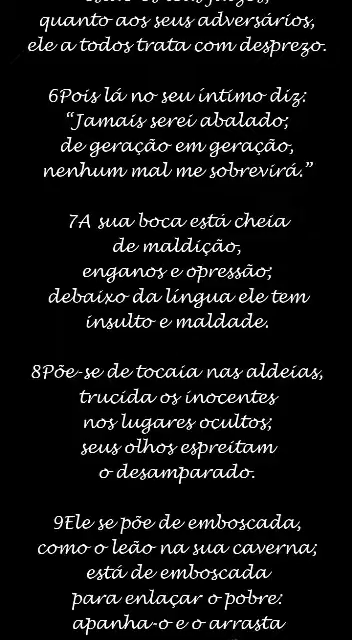 quanto aos seus adversários,
ele a todos trata com desprezo.
6Pois lá no seu íntimo diz:
“Jamais serei abalado;
de geração em geração,
nenhum mal me sobrevirá.”
7A sua boca está cheia
de maldição,
enganos e opressão;
debaixo da língua ele tem
insulto e maldade.
8Põe-se de tocaia nas aldeias,
trucida os inocentes
nos lugares ocultos;
seus olhos espreitam
o desamparado.
9Ele se põe de emboscada,
como o leão na sua caverna;
está de emboscada
para enlaçar o pobre:
apanha-o e o arrasta